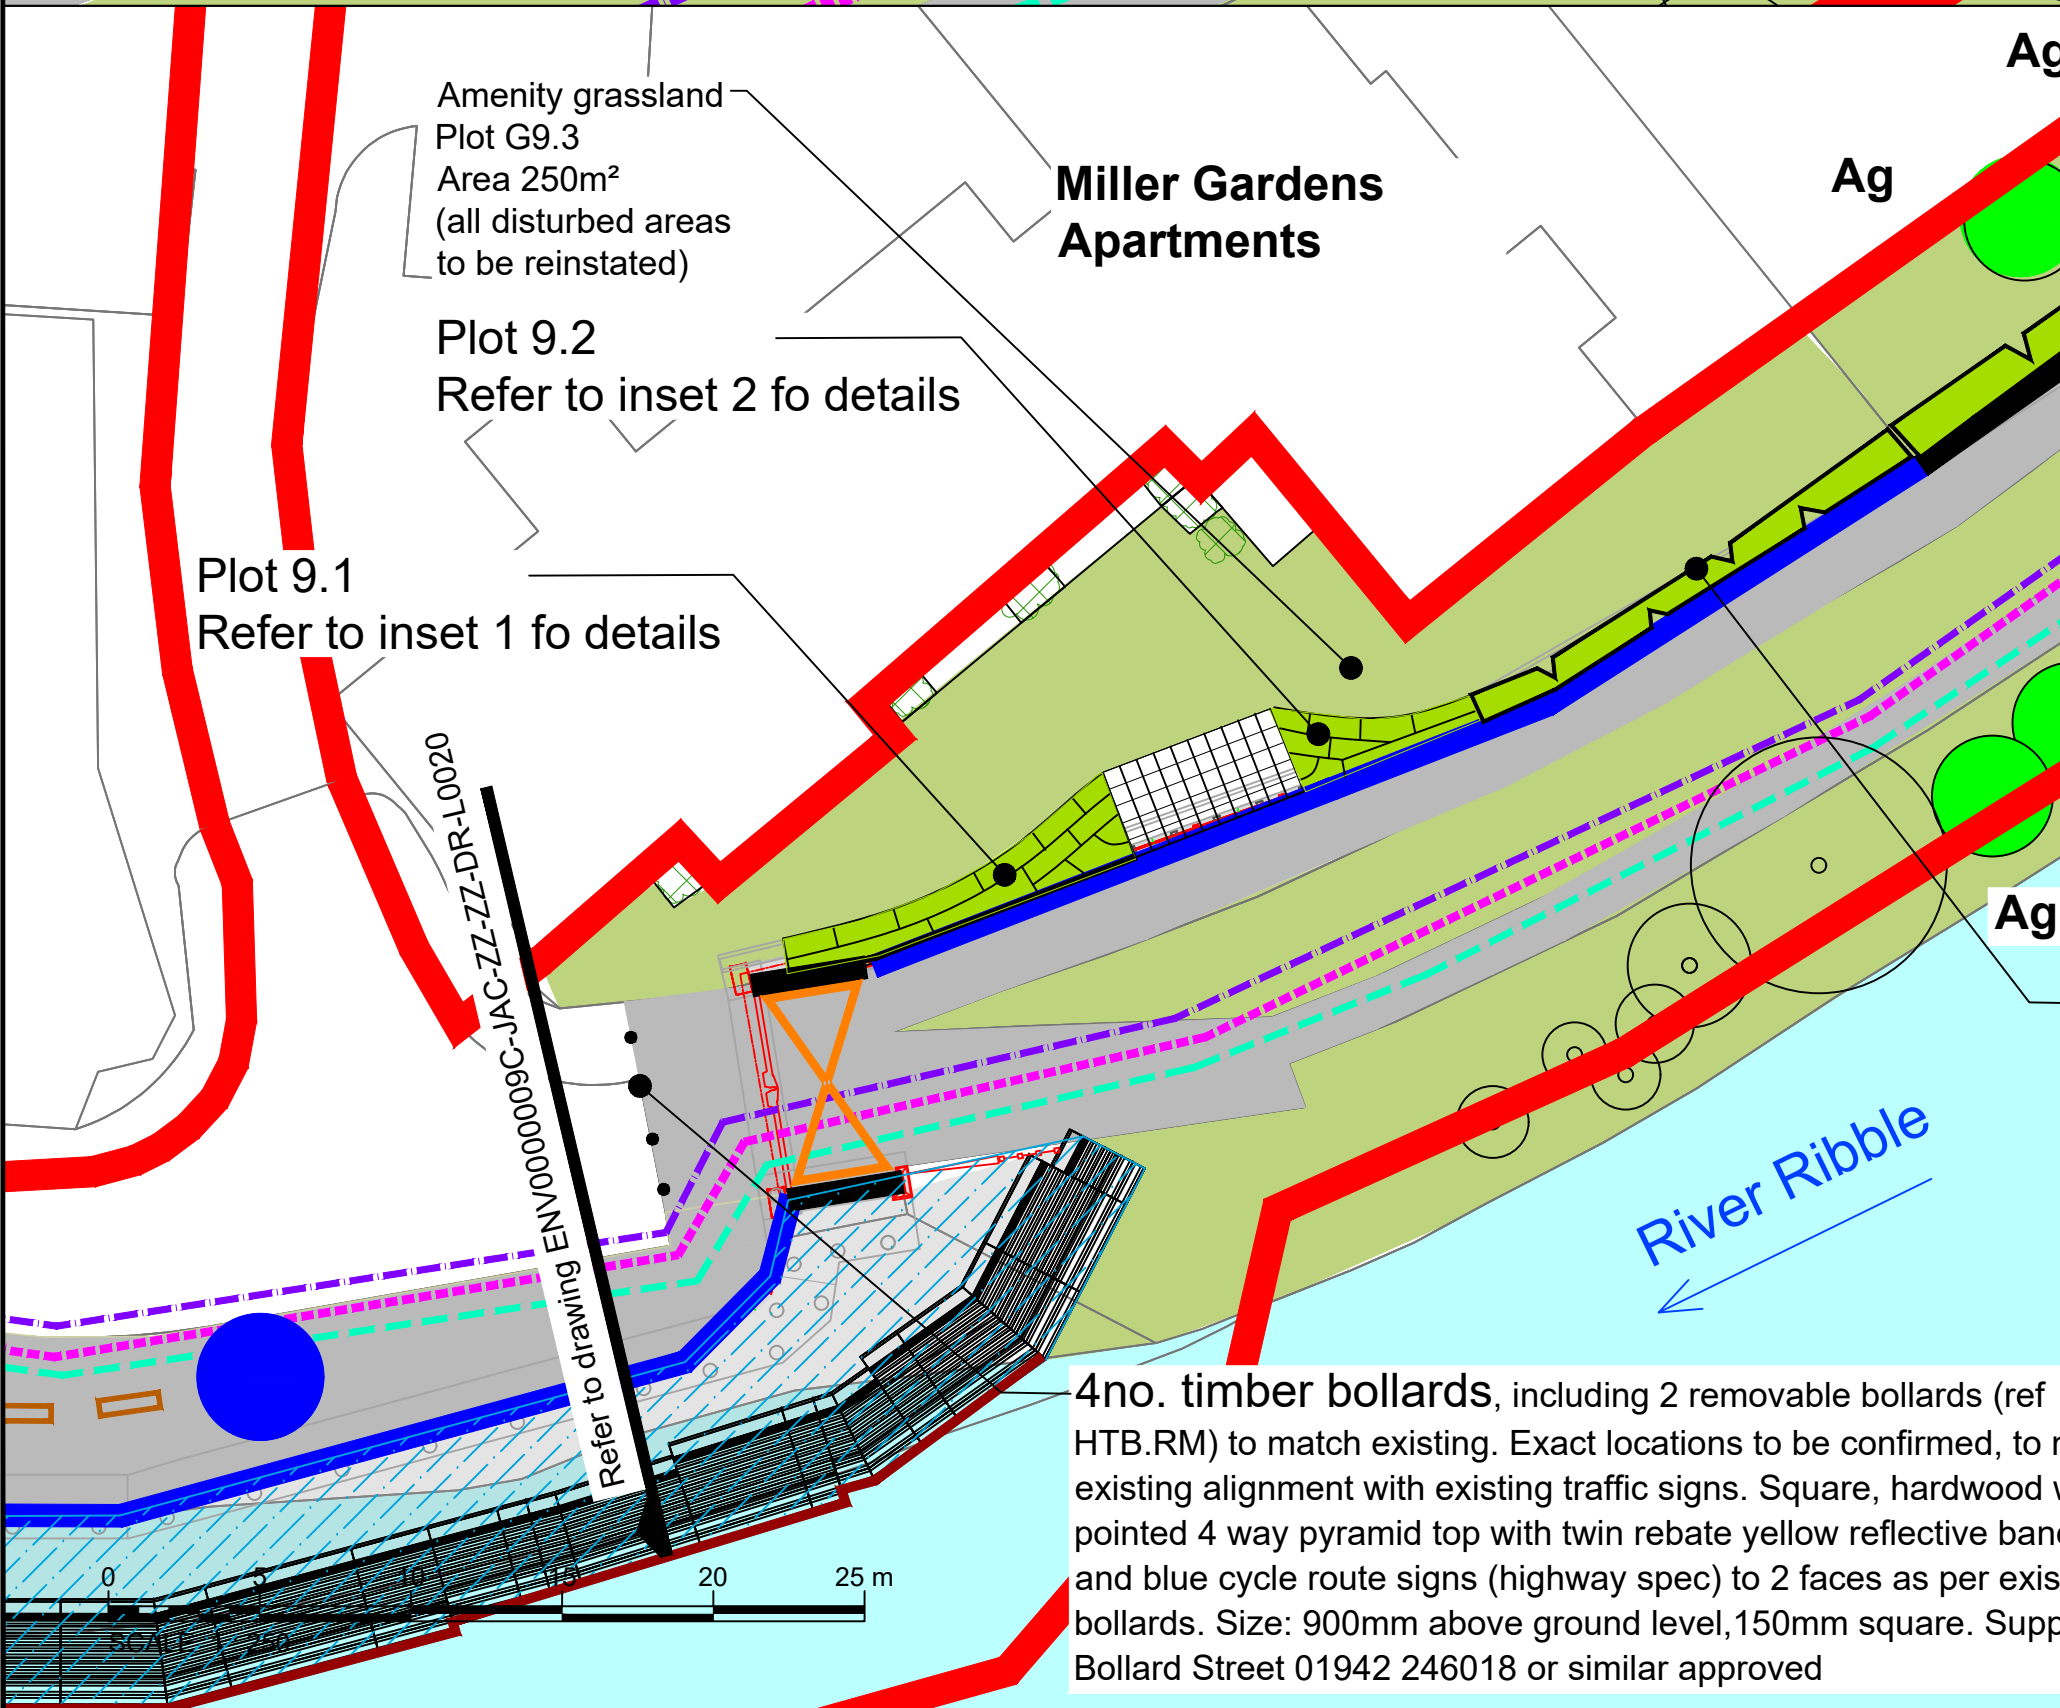 Ag
Amenity grassland
Plot G9.3
Area 250m²
(all disturbed areas
to be reinstated)
Miller Gardens
Apartments
Ag
Plot 9.2
Refer to inset 2 fo details
Plot 9.1
Refer to inset 1 fo details
Refer to drawing ENV0000009C-JAC-ZZ-ZZ-DR-L0020
Ag
River Ribble
4no. timber bollards, including 2 removable bollards (ref
HTB.RM) to match existing. Exact locations to be confirmed, to
existing alignment with existing traffic signs. Square, hardwood
pointed 4 way pyramid top with twin rebate yellow reflective
and blue cycle route signs (highway spec) to 2 faces as per
bollards. Size: 900mm above ground level,150mm square.
Bollard Street 01942 246018 or similar approved
0 5 10 15 20 25 m
SCALE 250